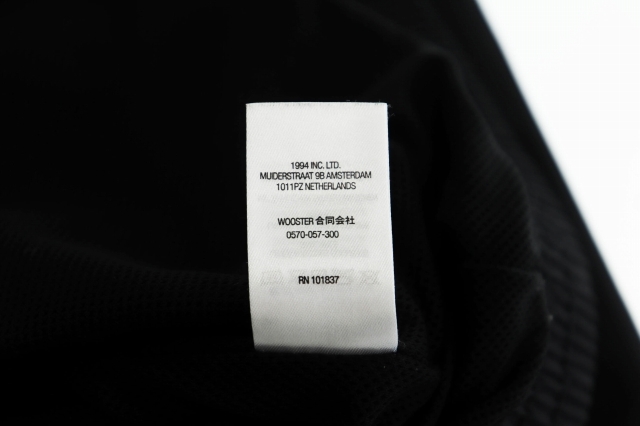 1994 INC. LTD.
MUIDERSTRAAT 9B AMSTERDAM
1011PZ NETHERLANDS
WOOSTER 合同会社
0570-057-300
RN 101837